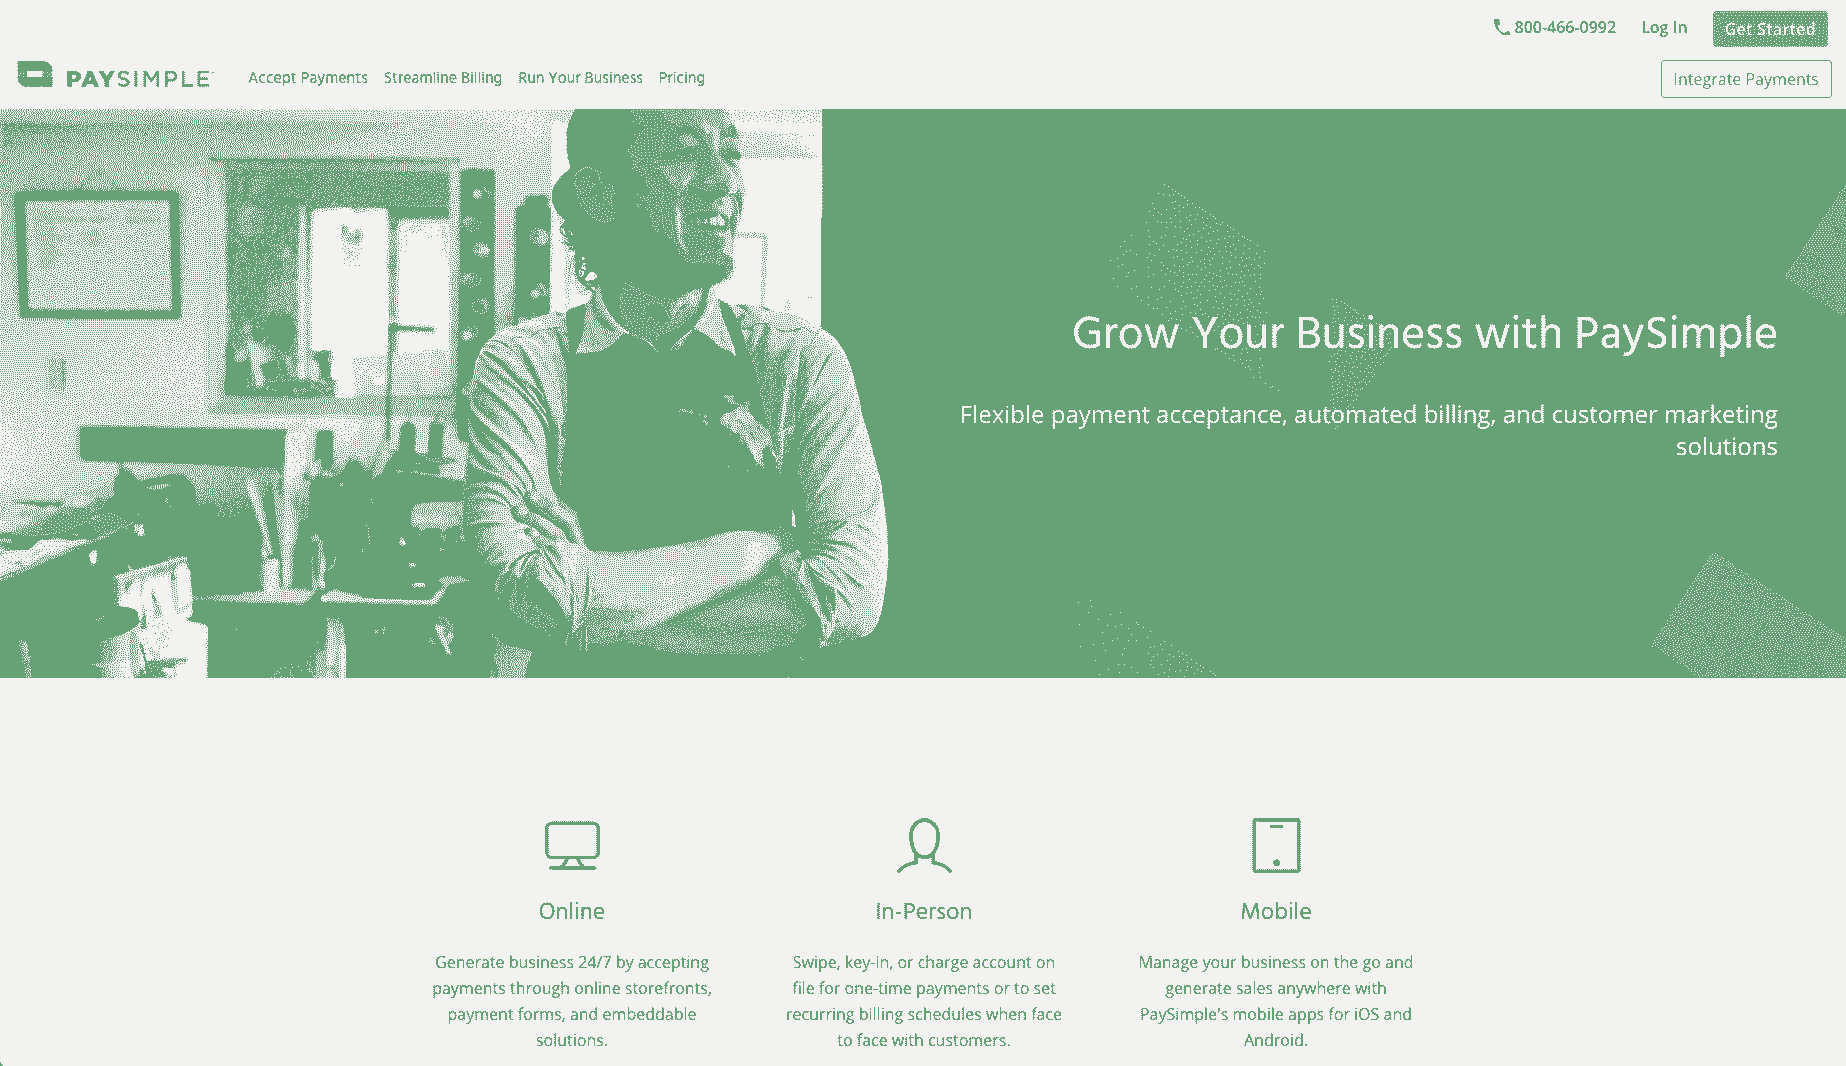 800-466-0992 Log In Get Started
PAYSIMPLE Accept Payments Streamline Billing Run Your Business Pricing Integrate Payments
Grow Your Business with PaySimple
Flexible payment acceptance, automated billing, and customer marketing
solutions
Online
Generate business 24/7 by accepting
payments through online storefronts,
payment forms, and embeddable
solutions.
In-Person
Swipe, key-in, or charge account on
file for one-time payments or to set
recurring billing schedules when face
to face with customers.
Mobile
Manage your business on the go and
generate sales anywhere with
PaySimple's mobile apps for iOS and
Android.